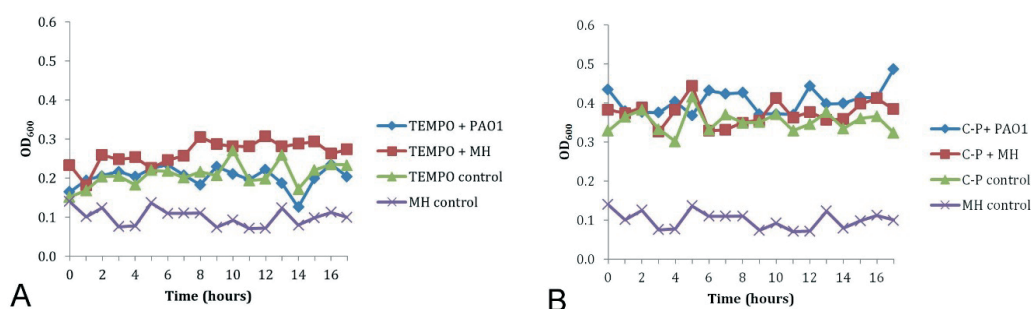 0.6
0.5
0.4
0.3
0.2
0.1
0.0
OD600
0 2 4 6 8 10 12 14 16
Time (hours)
TEMPO + PAO1
TEMPO + MH
TEMPO control
MH control
A
0.6
0.5
0.4
0.3
0.2
0.1
0.0
OD600
0 2 4 6 8 10 12 14 16
Time (hours)
C-P+ PAO1
C-P + MH
C-P control
MH control
B